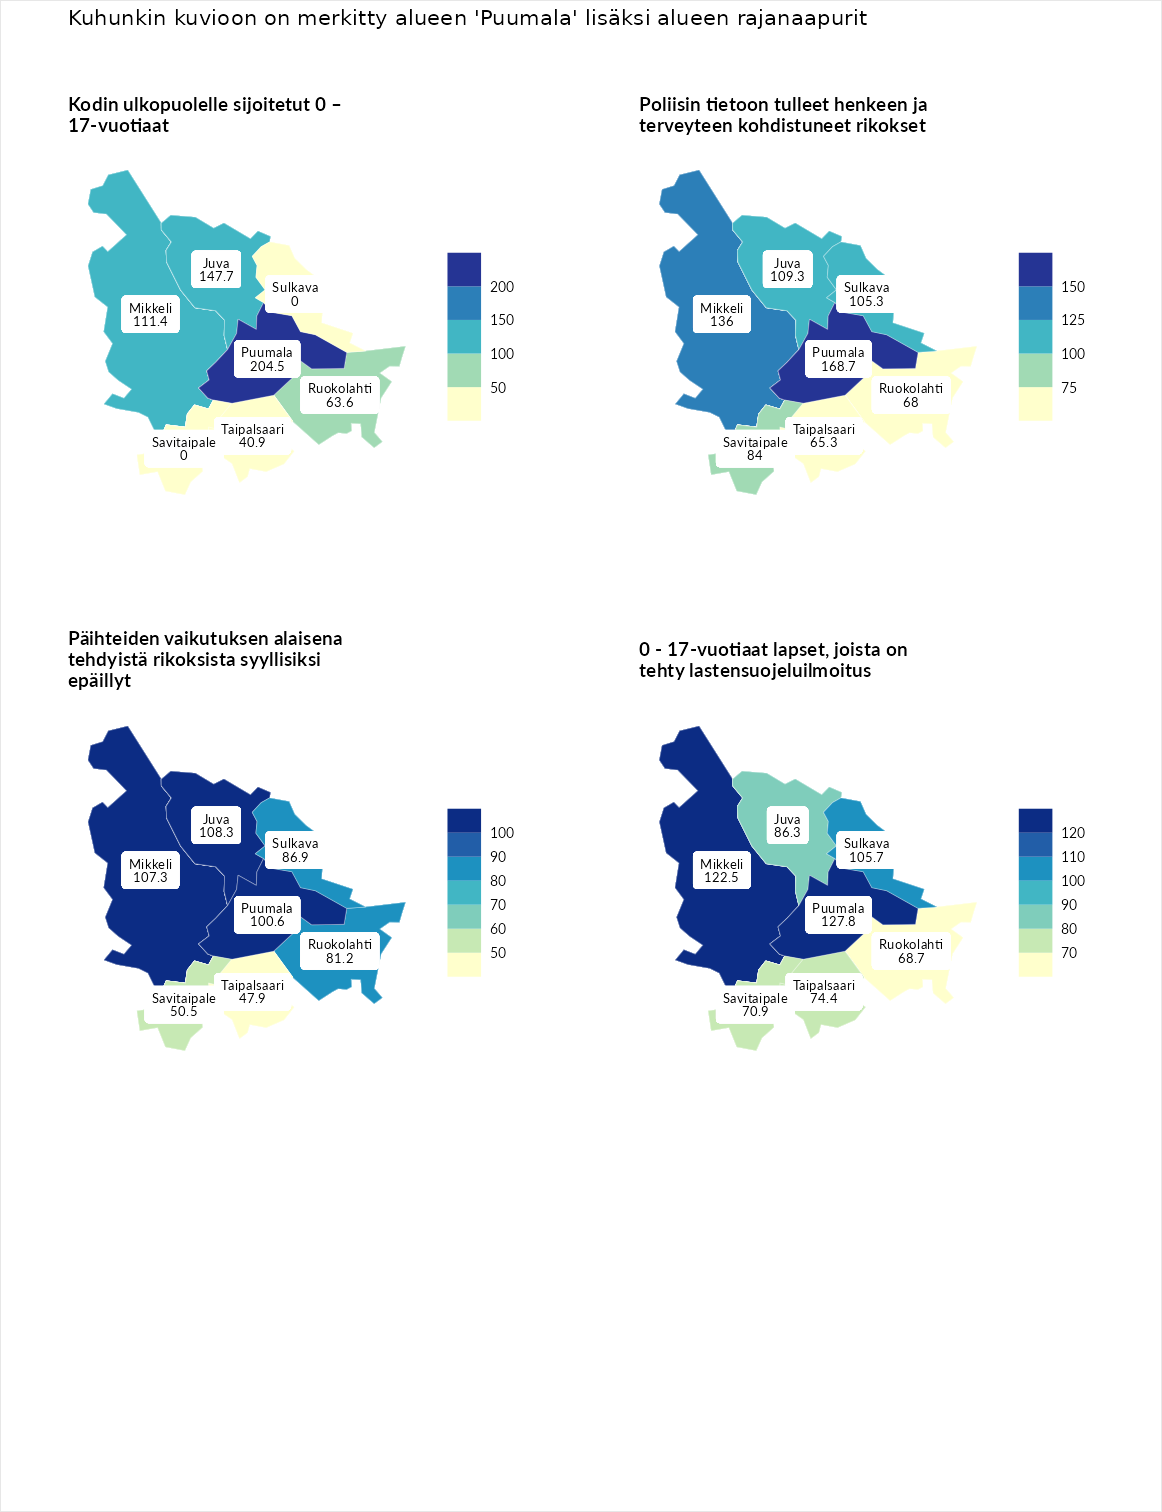 Kuhunkin kuvioon on merkitty alueen 'Puumala' lisäksi alueen rajanaapurit
Kodin ulkopuolelle sijoitetut 0 –
17-vuotiaat
Juva
147.7
Sulkava
0
Mikkeli
111.4
Puumala
204.5
Ruokolahti
63.6
Taipalsaari
40.9
Savitaipale
0
200
150
100
50
Poliisin tietoon tulleet henkeen ja
terveyteen kohdistuneet rikokset
Juva
109.3
Sulkava
105.3
Mikkeli
136
Puumala
168.7
Ruokolahti
68
Taipalsaari
65.3
Savitaipale
84
150
125
100
75
Päihteiden vaikutuksen alaisena
tehdyistä rikoksista syyllisiksi
epäillyt
Juva
108.3
Sulkava
86.9
Mikkeli
107.3
Puumala
100.6
Ruokolahti
81.2
Taipalsaari
47.9
Savitaipale
50.5
100
90
80
70
60
50
0 - 17-vuotiaat lapset, joista on
tehty lastensuojeluilmoitus
Juva
86.3
Sulkava
105.7
Mikkeli
122.5
Puumala
127.8
Ruokolahti
68.7
Taipalsaari
74.4
Savitaipale
70.9
120
110
100
90
80
70